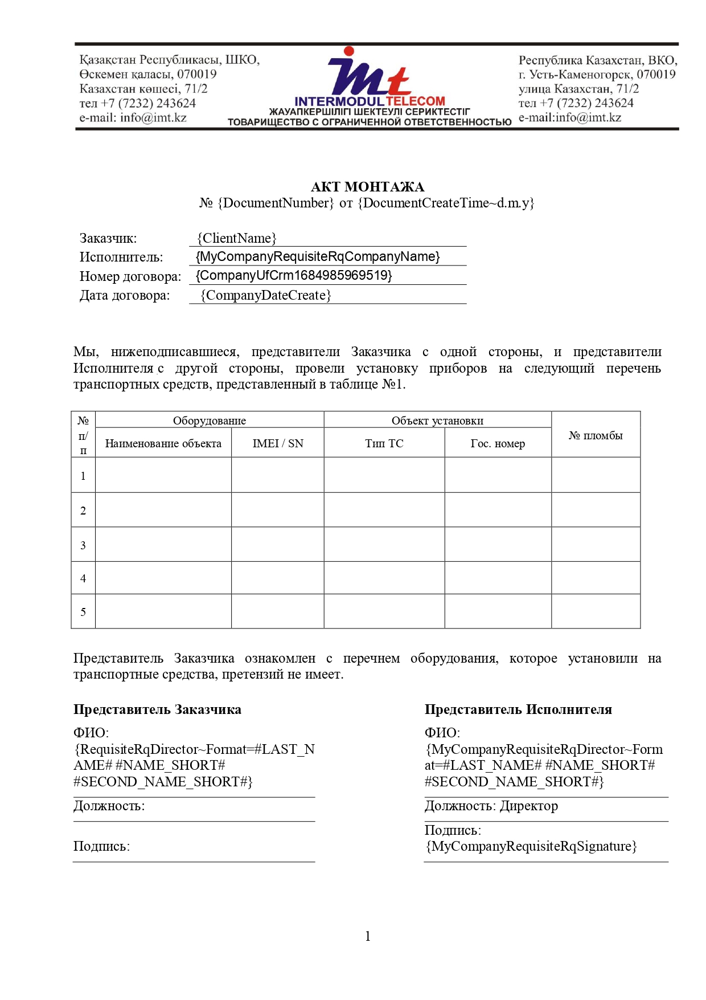 Қазақстан Республикасы, ШКО,
Өскемен қаласы, 070019
Казахстан көшесі, 71/2
тел +7 (7232) 243624
e-mail: info@imt.kz
imt
INTERMODUL TELECOM
ЖАУАПКЕРШІЛІГІ ШЕКТЕУЛІ СЕРИКТЕСТІГ
ТОВАРИЩЕСТВО С ОГРАНИЧЕННОЙ ОТВЕТСТВЕННОСТЬЮ
Республика Казахстан, ВКО,
г. Усть-Каменогорск, 070019
улица Казахстан, 71/2
тел +7 (7232) 243624
e-mail:info@imt.kz
АКТ МОНТАЖА
№ {DocumentNumber} от {DocumentCreateTime~d.m.y}
Заказчик: {ClientName}
Исполнитель: {MyCompanyRequisiteRqCompanyName}
Номер договора: {CompanyUfCrm1684985969519}
Дата договора: {CompanyDateCreate}
Мы, нижеподписавшиеся, представители Заказчика с одной стороны, и представители
Исполнителя с другой стороны, провели установку приборов на следующий перечень
транспортных средств, представленный в таблице №1.
№ п/п Оборудование Объект установки № пломбы
Наименование объекта IMEI / SN Тип ТС Гос. номер
1
2
3
4
5
Представитель Заказчика ознакомлен с перечнем оборудования, которое установили на
транспортные средства, претензий не имеет.
Представитель Заказчика
ФИО:
{RequisiteRqDirector~Format=#LAST_N
AME# #NAME_SHORT#
#SECOND_NAME_SHORT#}
Должность:
Подпись:
Представитель Исполнителя
ФИО:
{MyCompanyRequisiteRqDirector~Form
at=#LAST_NAME# #NAME_SHORT#
#SECOND_NAME_SHORT#}
Должность: Директор
Подпись:
{MyCompanyRequisiteRqSignature}
1